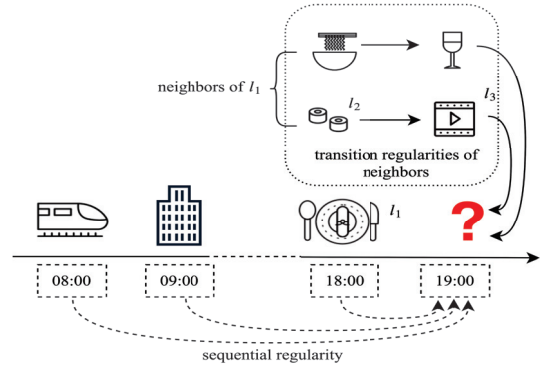 neighbors of l₁
l₂
l₃
transition regularities of
neighbors
l₁
?
08:00
09:00
18:00
19:00
sequential regularity